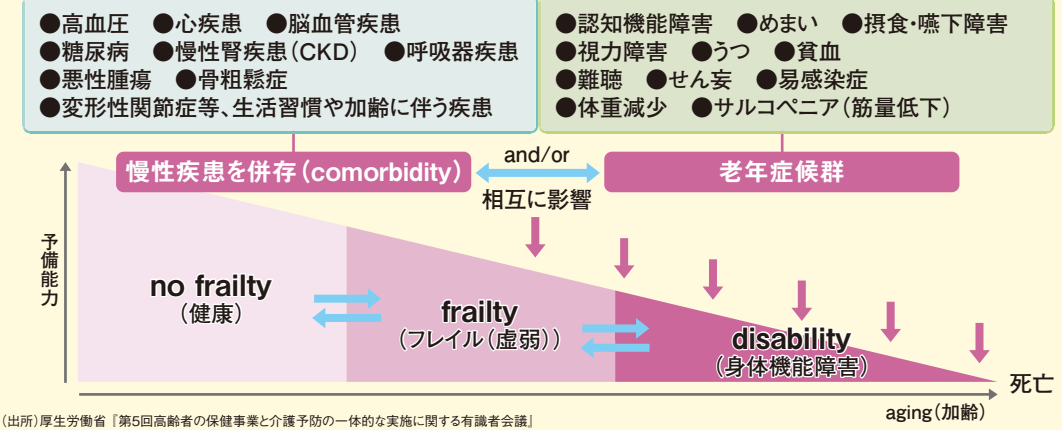 ●高血圧 ●心疾患 ●脳血管疾患
●糖尿病 ●慢性腎疾患(CKD) ●呼吸器疾患
●悪性腫瘍 ●骨粗鬆症
●変形性関節症等、生活習慣や加齢に伴う疾患
●認知機能障害 ●めまい ●摂食・嚥下障害
●視力障害 ●うつ ●貧血
●難聴 ●せん妄 ●易感染症
●体重減少 ●サルコペニア(筋量低下)
慢性疾患を併存(comorbidity)
and/or
相互に影響
老年症候群
予備能力
no frailty
(健康)
frailty
(フレイル(虚弱))
disability
(身体機能障害)
死亡
aging(加齢)
(出所)厚生労働省『第5回高齢者の保健事業と介護予防の一体的な実施に関する有識者会議』